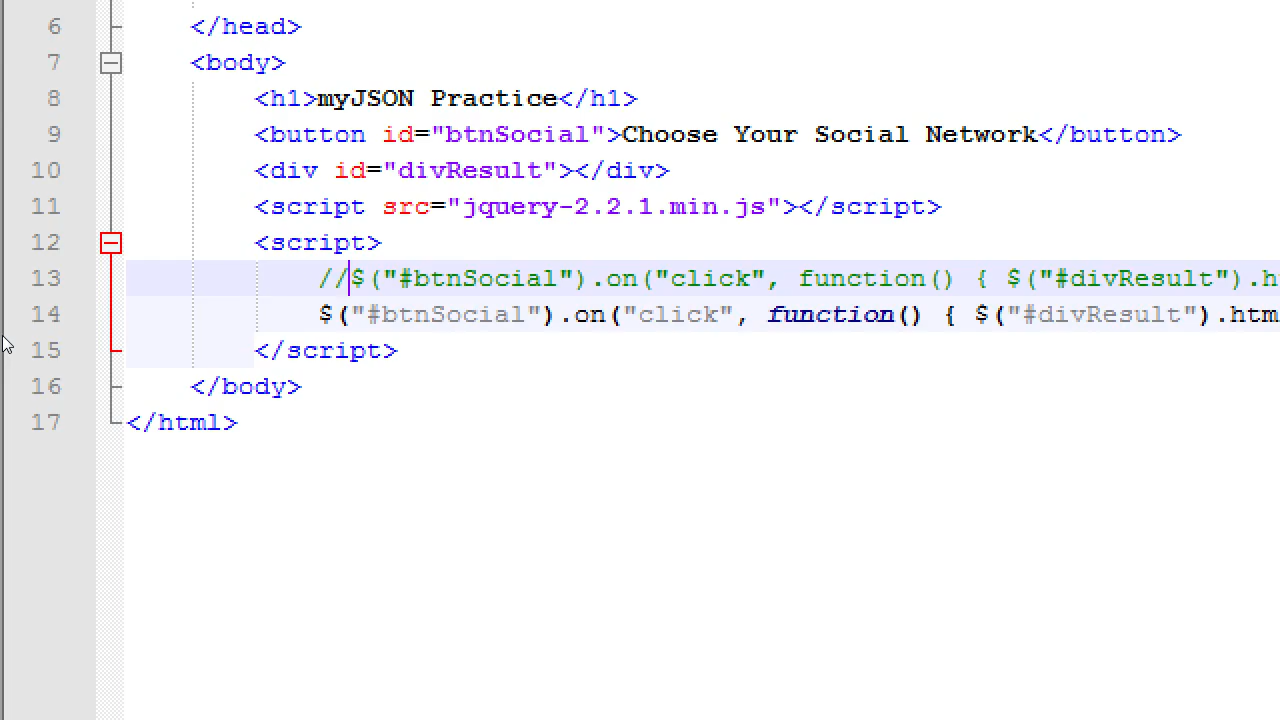 6 </head>
7 <body>
8 <h1>myJSON Practice</h1>
9 <button id="btnSocial">Choose Your Social Network</button>
10 <div id="divResult"></div>
11 <script src="jquery-2.2.1.min.js"></script>
12 <script>
13 //$("#btnSocial").on("click", function() { $("#divResult").h
14 $("#btnSocial").on("click", function() { $("#divResult").htm
15 </script>
16 </body>
17 </html>